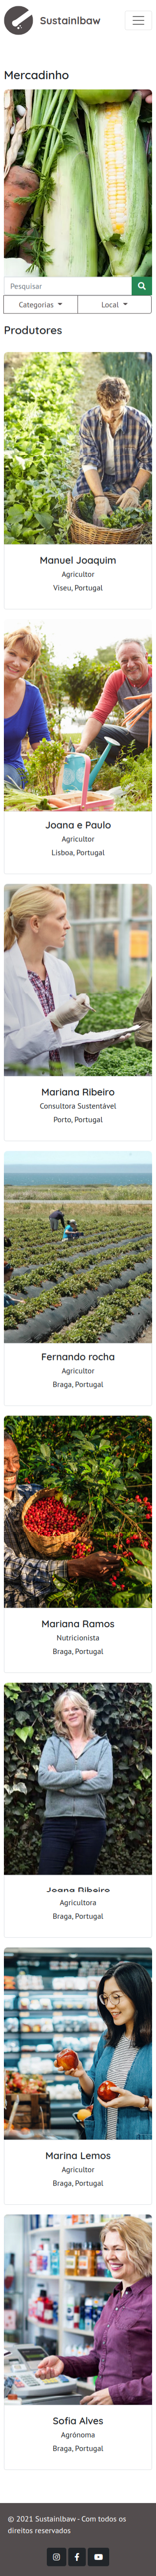 Sustainlbaw
Mercadinho
Pesquisar
Categorias
Local
Produtores
Manuel Joaquim
Agricultor
Viseu, Portugal
Joana e Paulo
Agricultor
Lisboa, Portugal
Mariana Ribeiro
Consultora Sustentável
Porto, Portugal
Fernando rocha
Agricultor
Braga, Portugal
Mariana Ramos
Nutricionista
Braga, Portugal
Joana Ribeiro
Agricultora
Braga, Portugal
Marina Lemos
Agricultor
Braga, Portugal
Sofia Alves
Agrónoma
Braga, Portugal
© 2021 Sustainlbaw - Com todos os
direitos reservados